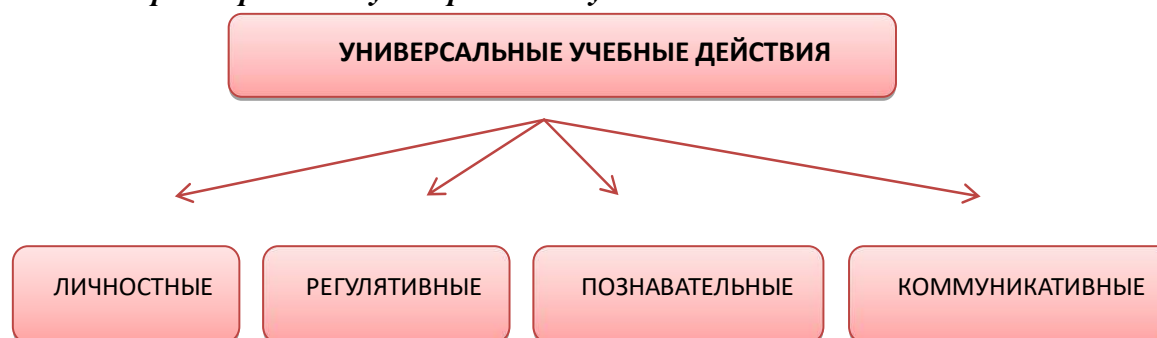 УНИВЕРСАЛЬНЫЕ УЧЕБНЫЕ ДЕЙСТВИЯ
ЛИЧНОСТНЫЕ
РЕГУЛЯТИВНЫЕ
ПОЗНАВАТЕЛЬНЫЕ
КОММУНИКАТИВНЫЕ